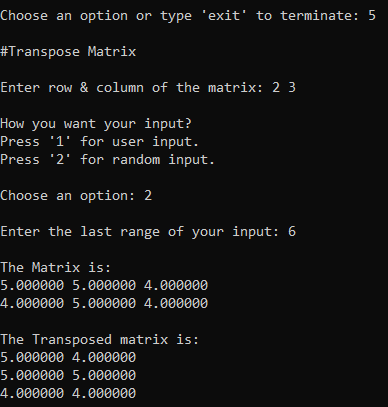 Choose an option or type 'exit' to terminate: 5
#Transpose Matrix
Enter row & column of the matrix: 2 3
How you want your input?
Press '1' for user input.
Press '2' for random input.
Choose an option: 2
Enter the last range of your input: 6
The Matrix is:
5.000000 5.000000 4.000000
4.000000 5.000000 4.000000
The Transposed matrix is:
5.000000 4.000000
5.000000 5.000000
4.000000 4.000000